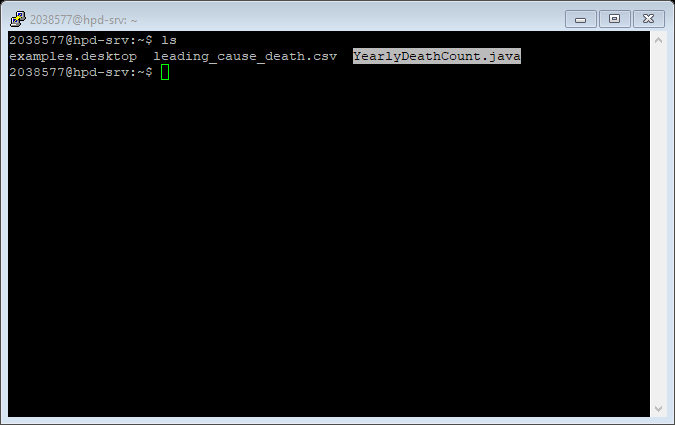 2038577@hpd-srv: ~
2038577@hpd-srv:~$ ls
examples.desktop  leading_cause_death.csv  YearlyDeathCount.java
2038577@hpd-srv:~$